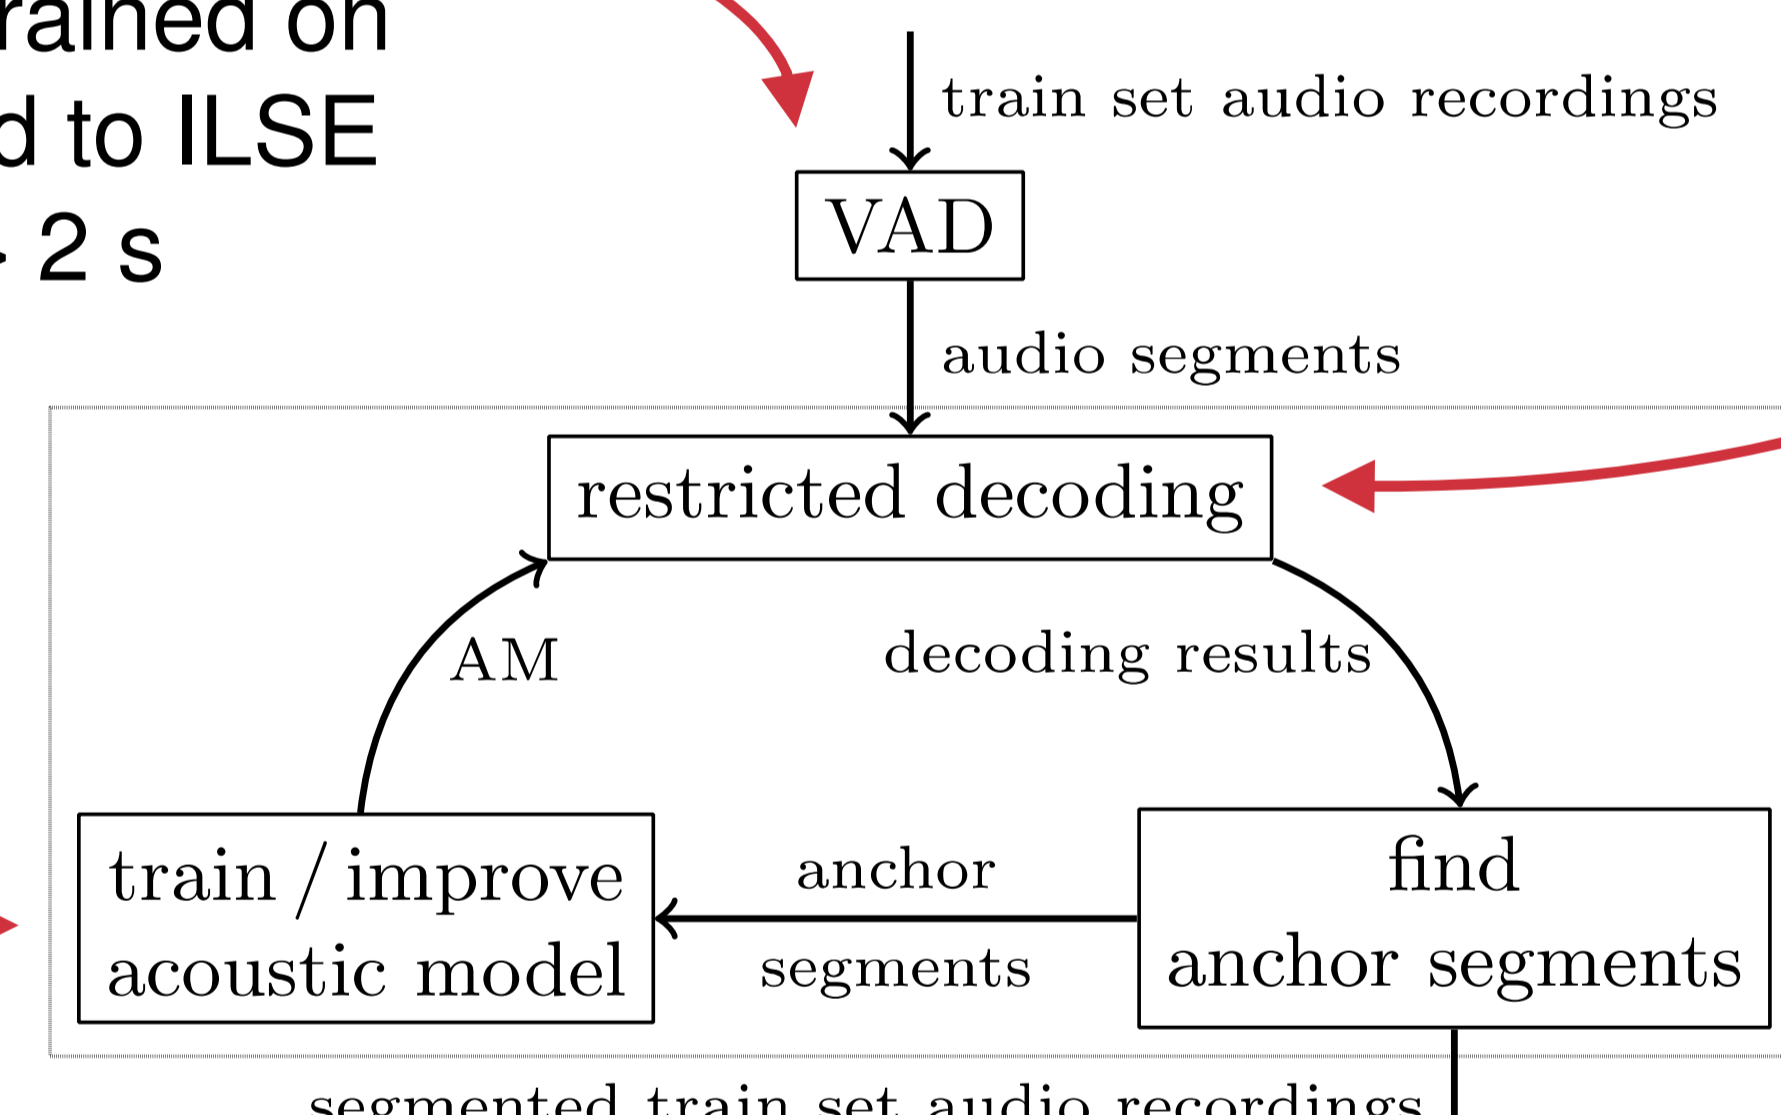 rained on
d to ILSE
2 s
train set audio recordings
VAD
audio segments
restricted decoding
AM
decoding results
train / improve
acoustic model
anchor
segments
find
anchor segments
segmented train set audio recordings